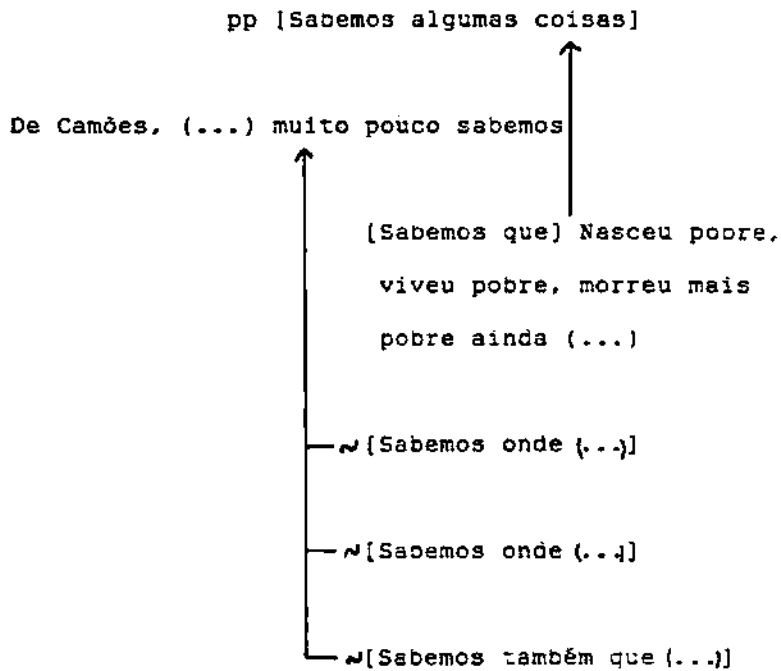 pp [Sabemos algumas coisas]
De Camões, (...) muito pouco sabemos
[Sabemos que] Nasceu pobre,
viveu pobre, morreu mais
pobre ainda (...)
~[Sabemos onde (...)]
~[Sabemos onde (...)]
~[Sabemos também que (...)]